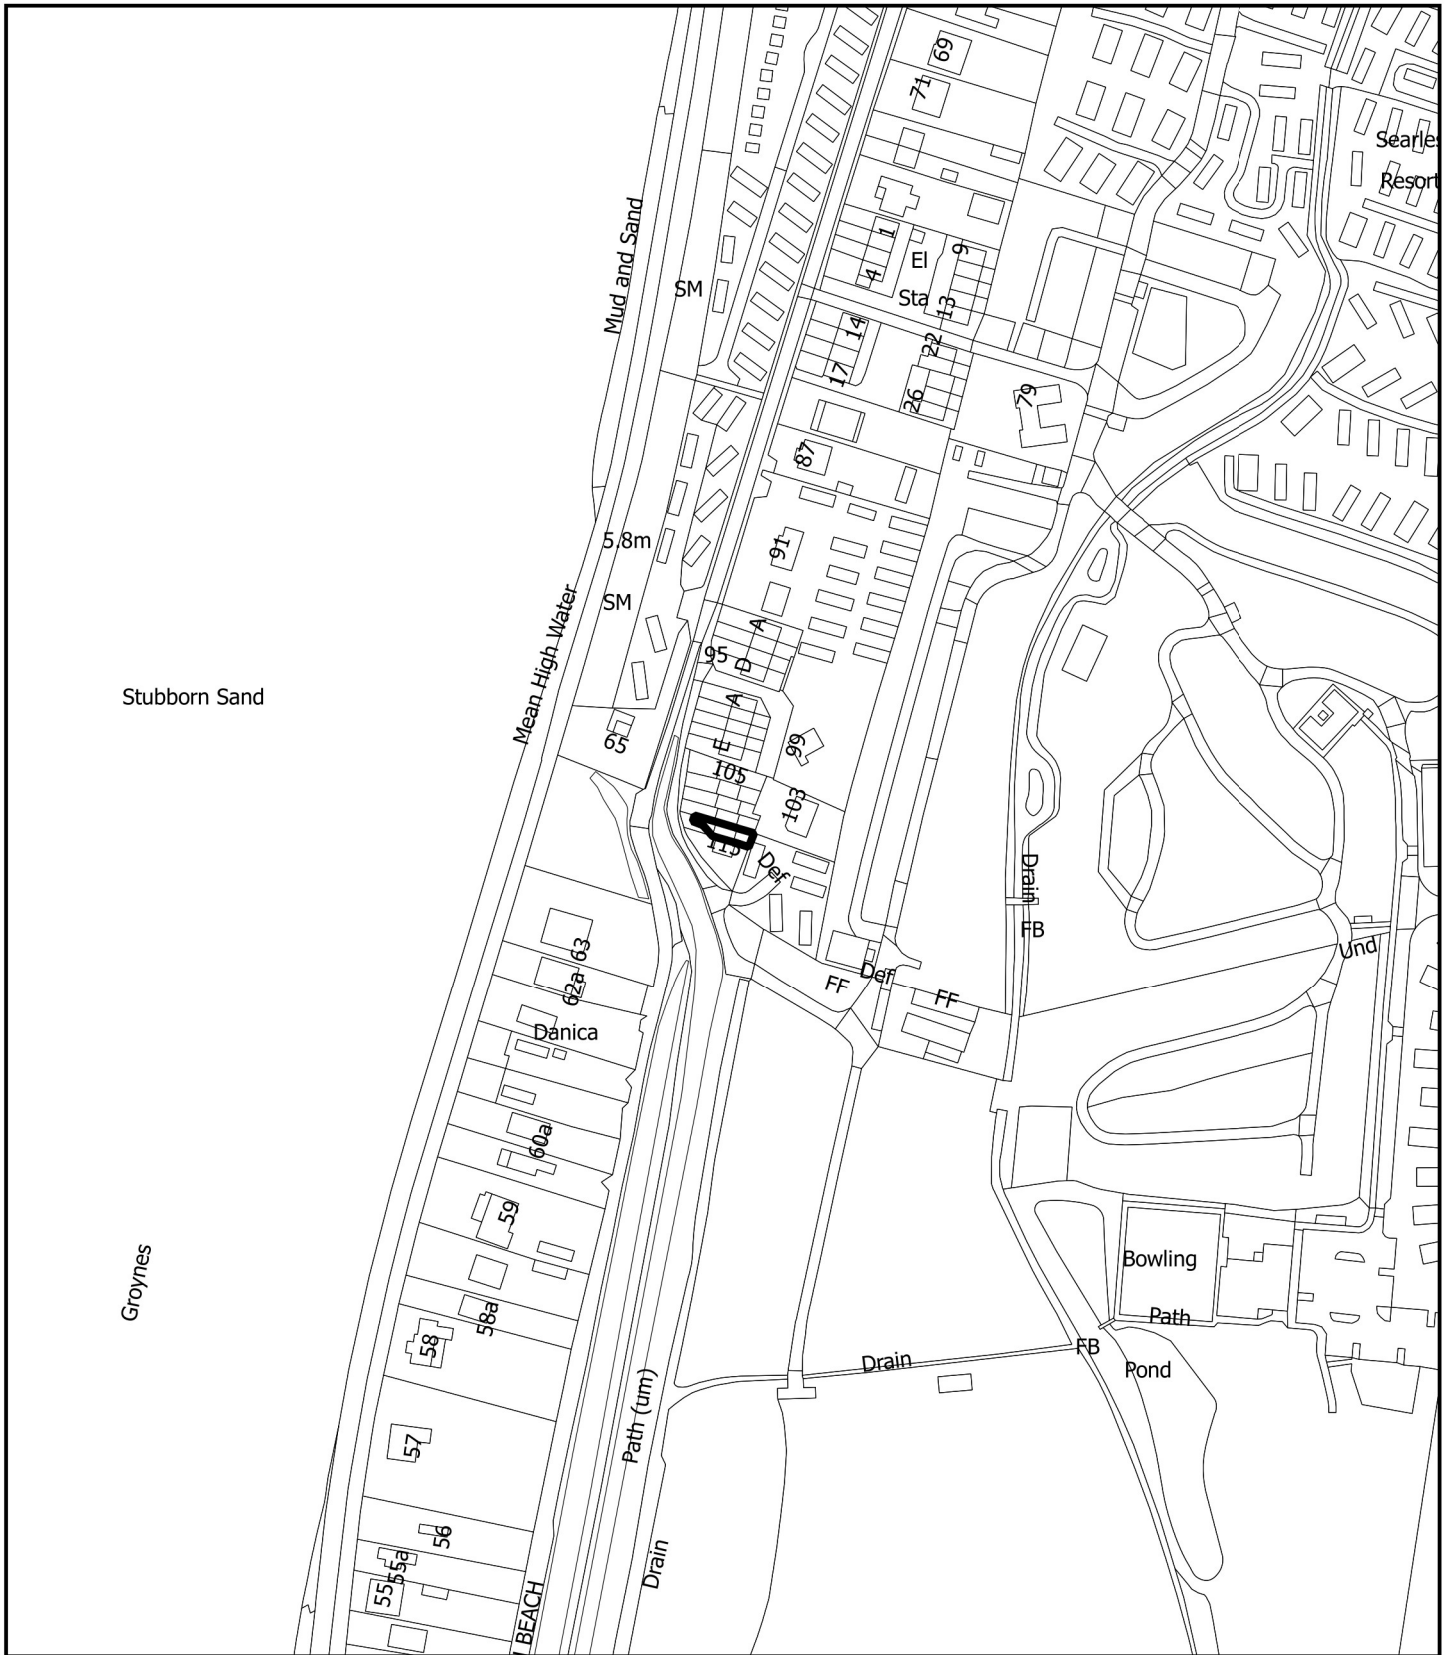 69
71
Searles
Resort
Mud and Sand
SM
1
4
El
Sta
9
13
14
17
22
26
79
87
5.8m
91
SM
Mean High Water
A
95
D
Stubborn Sand
A
E
65
99
105
103
115
Def
Drain
FB
63
62a
FF
Def
FF
Und
Danica
60a
59
Groynes
58a
58
Bowling
Path
FB
Pond
Drain
Path (um)
57
56
55a
55
Drain
BEACH